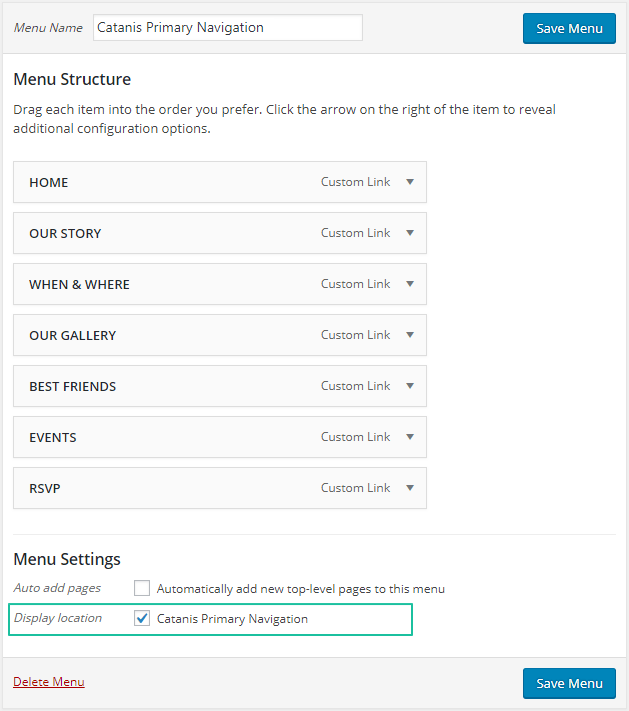 Menu Name Catanis Primary Navigation Save Menu
Menu Structure
Drag each item into the order you prefer. Click the arrow on the right of the item to reveal
additional configuration options.
HOME Custom Link
OUR STORY Custom Link
WHEN & WHERE Custom Link
OUR GALLERY Custom Link
BEST FRIENDS Custom Link
EVENTS Custom Link
RSVP Custom Link
Menu Settings
Auto add pages Automatically add new top-level pages to this menu
Display location Catanis Primary Navigation
Delete Menu Save Menu